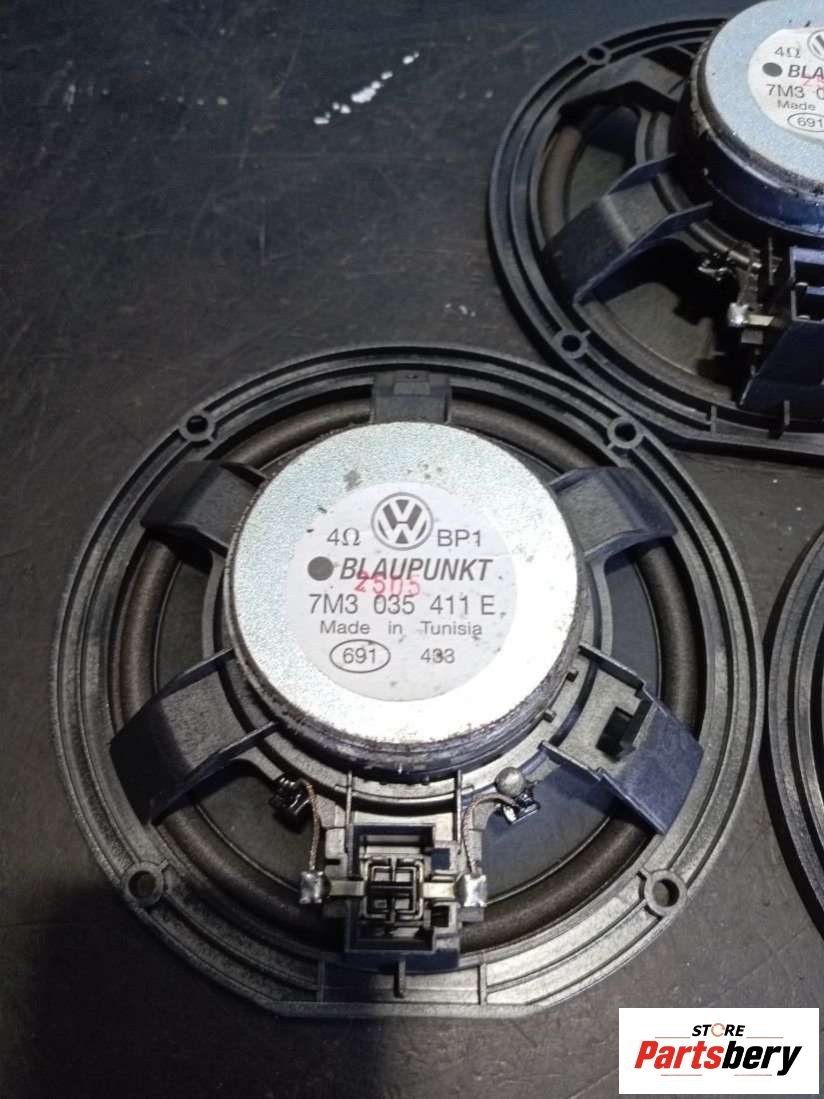 4Ω BP1
BLAUPUNKT
2505
7M3 035 411 E
Made in Tunisia
691 433
4Ω
BLA
7M3 0
Made
691
STORE
Partsbery